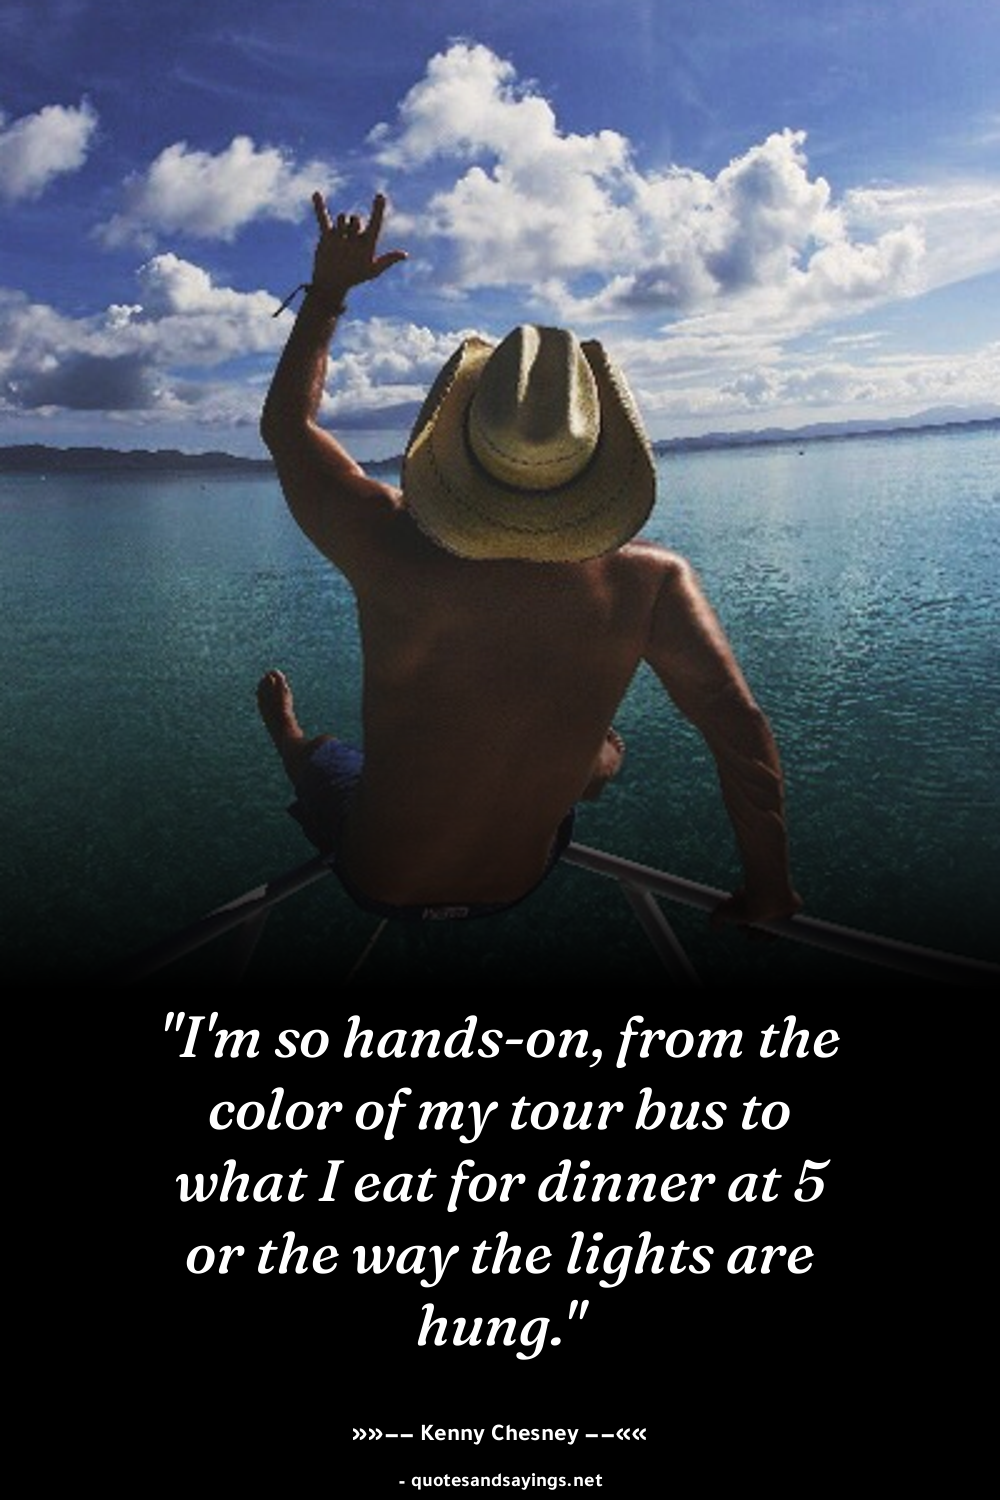 "I'm so hands-on, from the
color of my tour bus to
what I eat for dinner at 5
or the way the lights are
hung."
»»–– Kenny Chesney ––««
- quotesandsayings.net